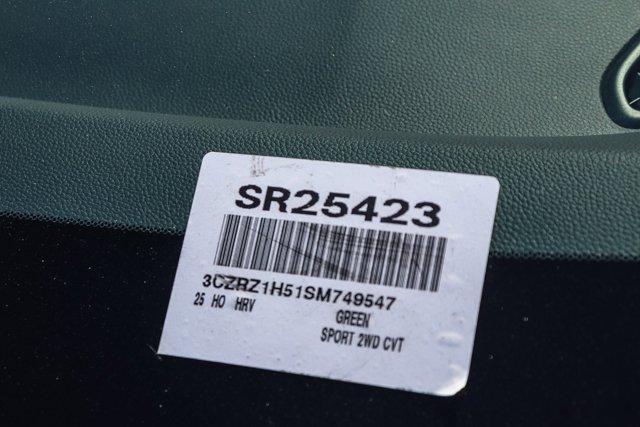 SR25423
3CZRZ1H51SM749547
25 HO HRV
GREEN
SPORT 2WD CVT